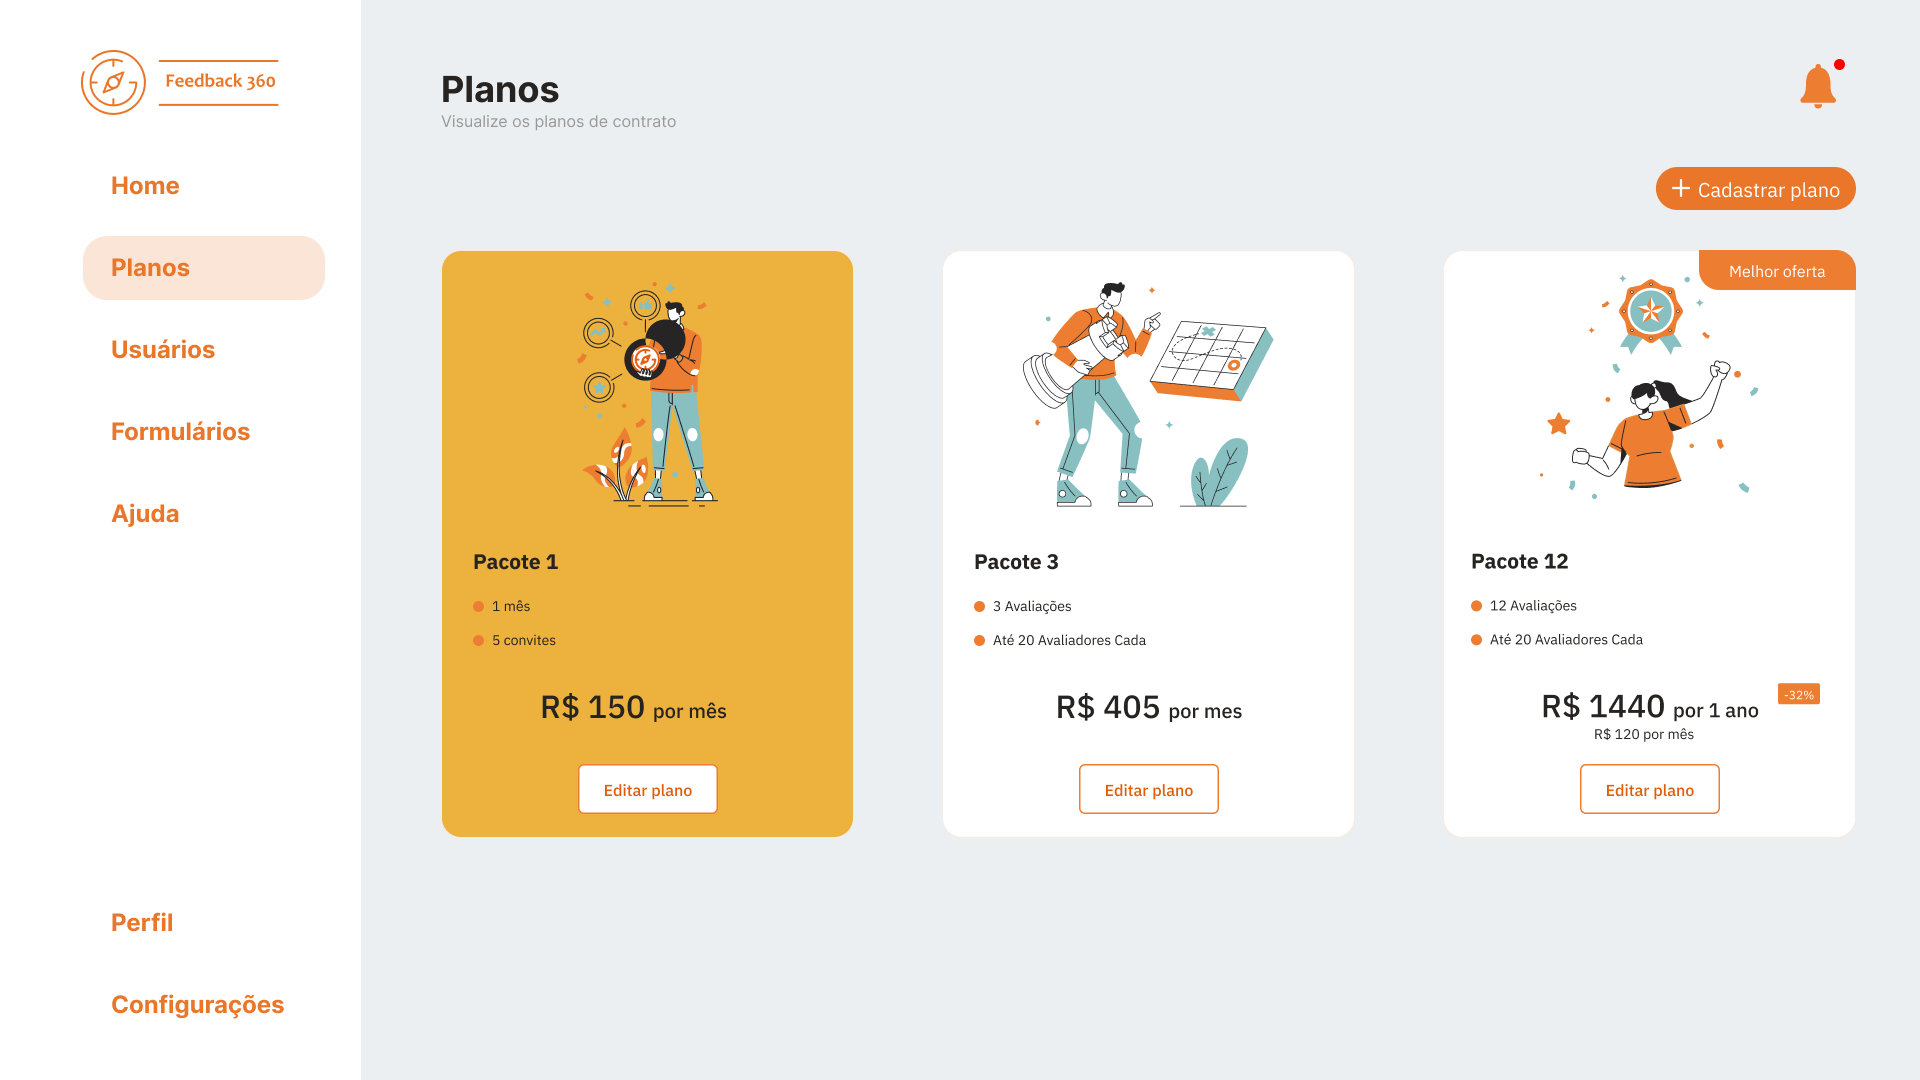 Feedback 360
Home
Planos
Usuários
Formulários
Ajuda
Perfil
Configurações
Planos
Visualize os planos de contrato
Cadastrar plano
Pacote 1
1 mês
5 convites
R$ 150 por mês
Editar plano
Pacote 3
3 Avaliações
Até 20 Avaliadores Cada
R$ 405 por mes
Editar plano
Melhor oferta
Pacote 12
12 Avaliações
Até 20 Avaliadores Cada
-32%
R$ 1440 por 1 ano
R$ 120 por mês
Editar plano